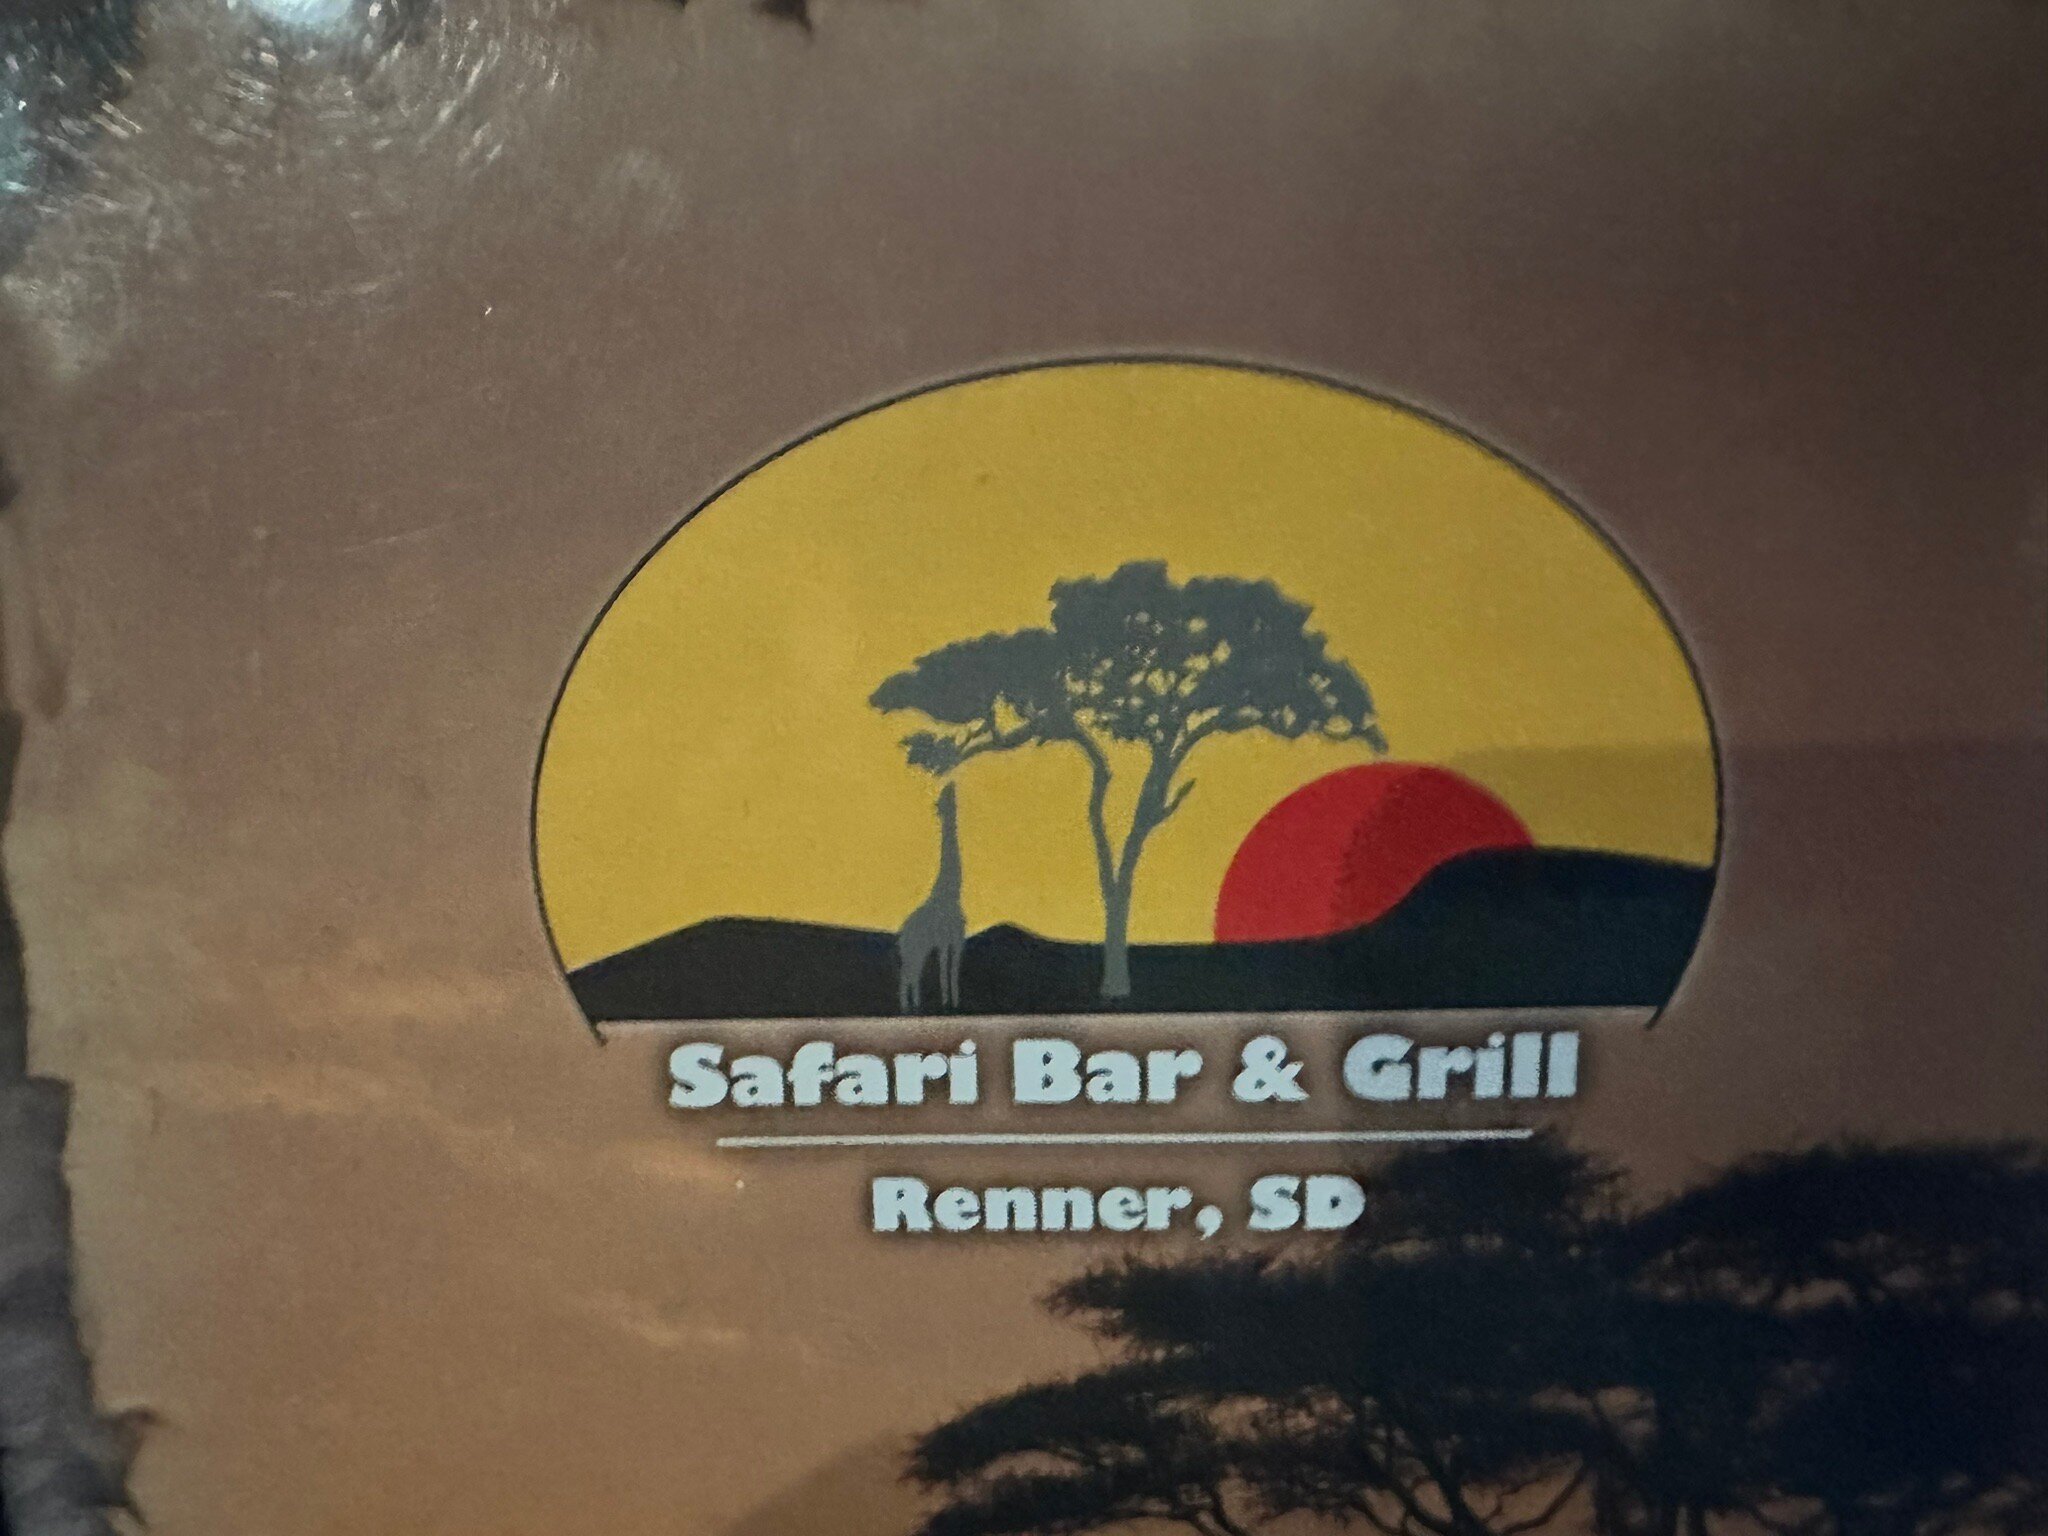 Safari Bar & Grill
Renner, SD